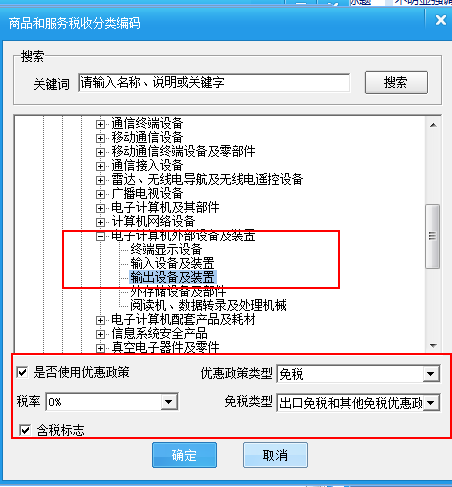 商品和服务税收分类编码
搜索
关键词 请输入名称、说明或关键字 搜索
通信终端设备
移动通信设备
移动通信终端设备及零部件
通信接入设备
雷达、无线电导航及无线电遥控设备
广播电视设备
电子计算机及其部件
计算机网络设备
电子计算机外部设备及装置
终端显示设备
输入设备及装置
输出设备及装置
外存储设备及部件
阅读机、数据转录及处理机械
电子计算机配套产品及耗材
信息系统安全产品
真空电子器件及零件
是否使用优惠政策 优惠政策类型 免税
税率 0% 免税类型 出口免税和其他免税优惠政
含税标志
确定 取消